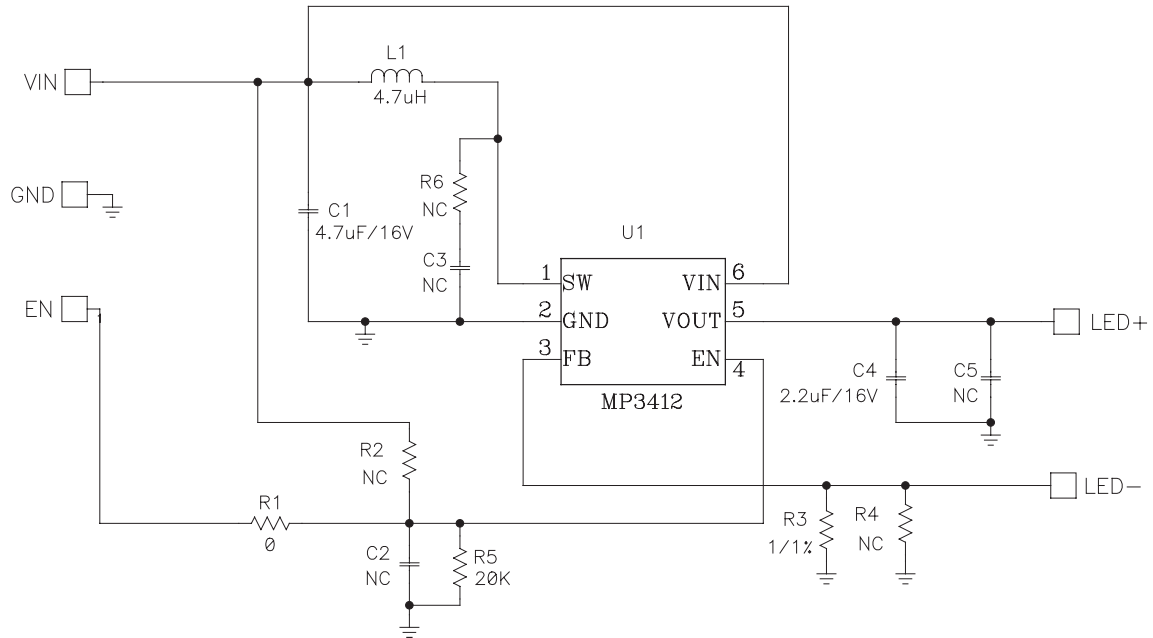 L1
VIN
4.7uH
R6
NC
GND
C1
4.7uF/16V
U1
C3
NC
1
SW
VIN
6
EN
2
GND
VOUT
5
LED+
3
FB
EN
4
C4
2.2uF/16V
C5
NC
MP3412
R2
NC
LED-
R1
0
R3
1/1%
R4
NC
C2
NC
R5
20K